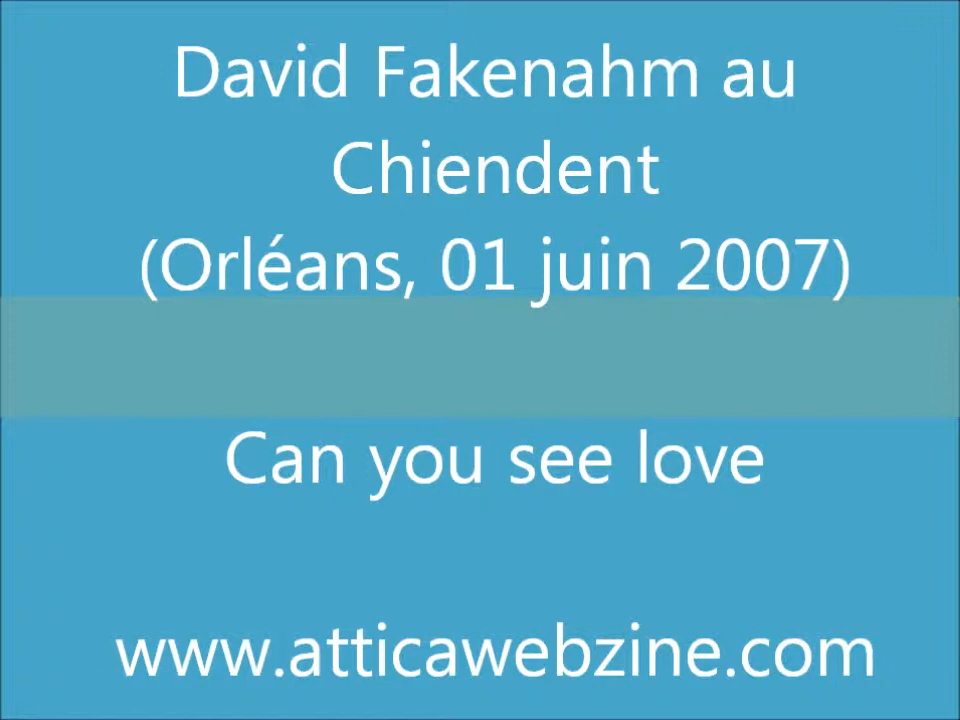 David Fakenahm au
Chiendent
(Orléans, 01 juin 2007)
Can you see love
www.atticawebzine.com